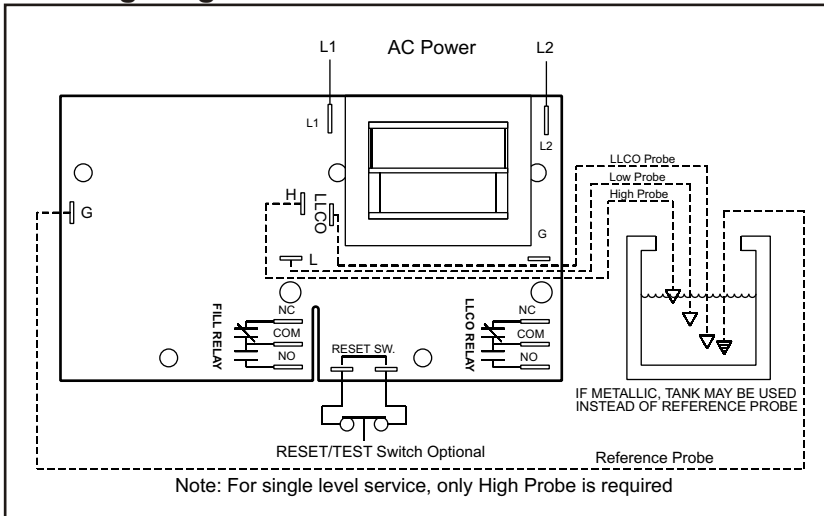 L1 AC Power L2
L1
L2
LLCO Probe
Low Probe
High Probe
H
LLCO
G
G
L
FILL RELAY
NC
COM
NO
RESET SW.
LLCO RELAY
NC
COM
NO
IF METALLIC, TANK MAY BE USED
INSTEAD OF REFERENCE PROBE
RESET/TEST Switch Optional
Reference Probe
Note: For single level service, only High Probe is required